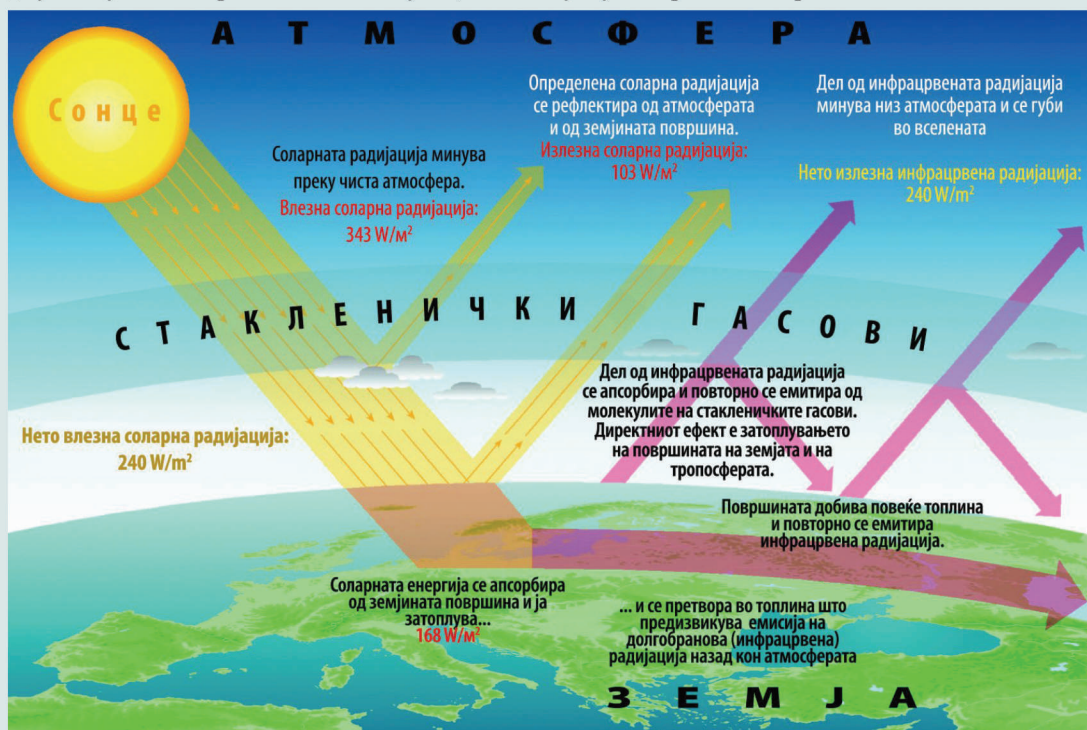 А Т М О С Ф Е Р А
Сонце
Соларната радијација минува
преку чиста атмосфера.
Влезна соларна радијација:
343 W/м²
Определена соларна радијација
се рефлектира од атмосферата
и од земјината површина.
Излезна соларна радијација:
103 W/м²
Дел од инфрацрвената радијација
минува низ атмосферата и се губи
во вселената
Нето излезна инфрацрвена радијација:
240 W/m²
С Т А К Л Е Н И Ч К И Г А С О В И
Нето влезна соларна радијација:
240 W/m²
Дел од инфрацрвената радијација
се апсорбира и повторно се емитира од
молекулите на стакленичките гасови.
Директниот ефект е затоплувањето
на површината на земјата и на
тропосферата.
Површината добива повеќе топлина
и повторно се емитира
инфрацрвена радијација.
Соларната енергија се апсорбира
од земјината површина и ја
затоплува...
168 W/м²
... и се претвора во топлина што
предизвикува емисија на
долгобранова (инфрацрвена)
радијација назад кон атмосферата
З Е М Ј А